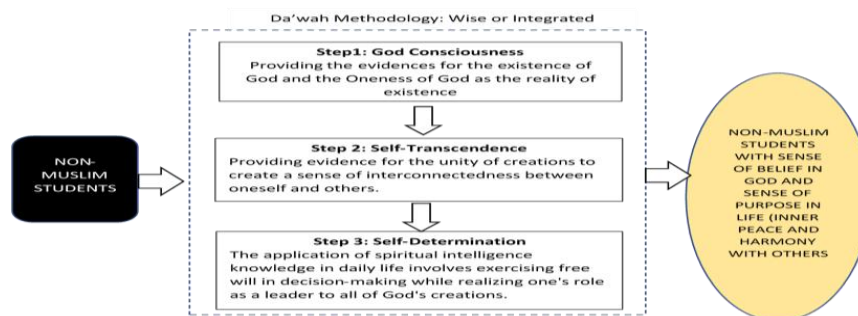 Da'wah Methodology: Wise or Integrated
Step1: God Consciousness
Providing the evidences for the existence of
God and the Oneness of God as the reality of
existence
NON-
MUSLIM
STUDENTS
Step 2: Self-Transcendence
Providing evidence for the unity of creations to
create a sense of interconnectedness between
oneself and others.
Step 3: Self-Determination
The application of spiritual intelligence
knowledge in daily life involves exercising free
will in decision-making while realizing one's role
as a leader to all of God's creations.
NON-MUSLIM
STUDENTS
WITH SENSE
OF BELIEF IN
GOD AND
SENSE OF
PURPOSE IN
LIFE (INNER
PEACE AND
HARMONY
WITH OTHERS